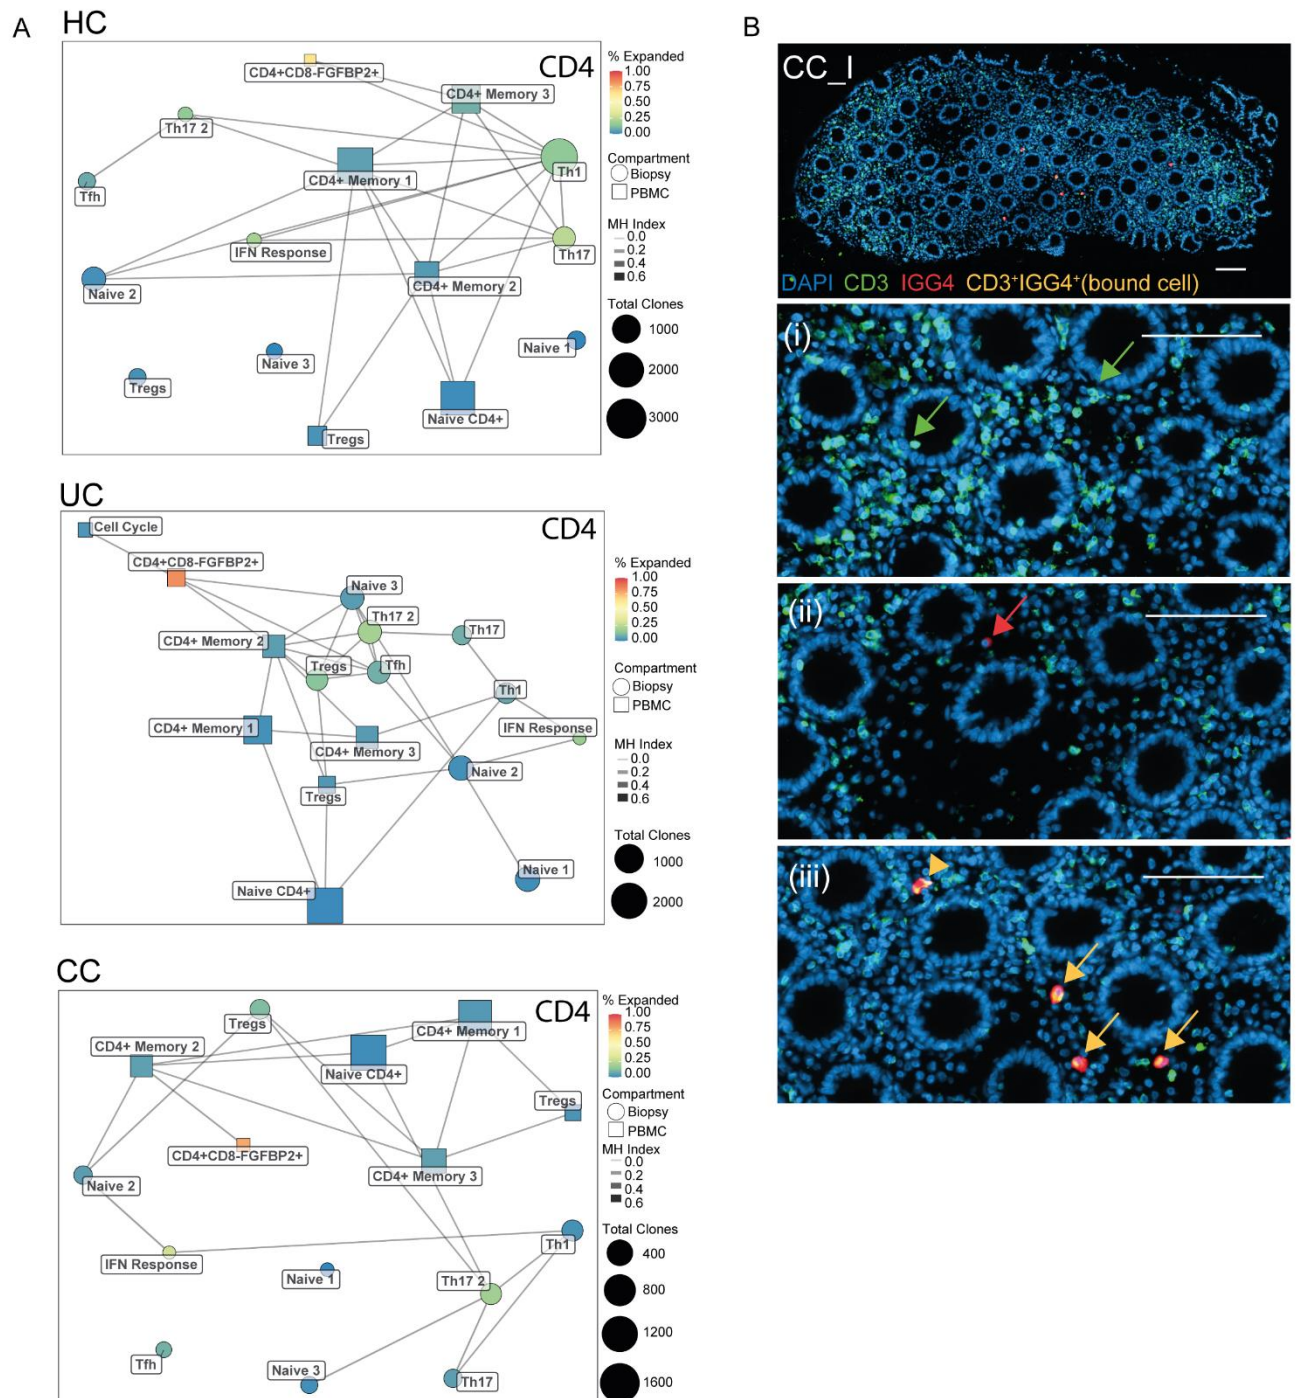 A
HC
CD4
CD4+CD8-FGFBP2+
CD4+ Memory 3
Th17 2
Th1
CD4+ Memory 1
Tfh
IFN Response
Th17
Naive 2
CD4+ Memory 2
Naive 1
Naive 3
Tregs
Naive CD4+
Tregs
% Expanded
1.00
0.75
0.50
0.25
0.00
Compartment
Biopsy
PBMC
MH Index
0.0
0.2
0.4
0.6
Total Clones
1000
2000
3000
UC
CD4
Cell Cycle
CD4+CD8-FGFBP2+
Naive 3
Th17 2
Th17
CD4+ Memory 2
Tregs
Tfh
Th1
CD4+ Memory 1
IFN Response
CD4+ Memory 3
Naive 2
Tregs
Naive 1
Naive CD4+
% Expanded
1.00
0.75
0.50
0.25
0.00
Compartment
Biopsy
PBMC
MH Index
0.0
0.2
0.4
0.6
Total Clones
1000
2000
CC
CD4
Tregs
CD4+ Memory 1
CD4+ Memory 2
Naive CD4+
Tregs
CD4+CD8-FGFBP2+
CD4+ Memory 3
Naive 2
Th1
IFN Response
Naive 1
Th17 2
Tfh
Naive 3
Th17
% Expanded
1.00
0.75
0.50
0.25
0.00
Compartment
Biopsy
PBMC
MH Index
0.0
0.2
0.4
0.6
Total Clones
400
800
1200
1600
B
CC_I
DAPI CD3 IGG4 CD3+IGG4+(bound cell)
(i)
(ii)
(iii)